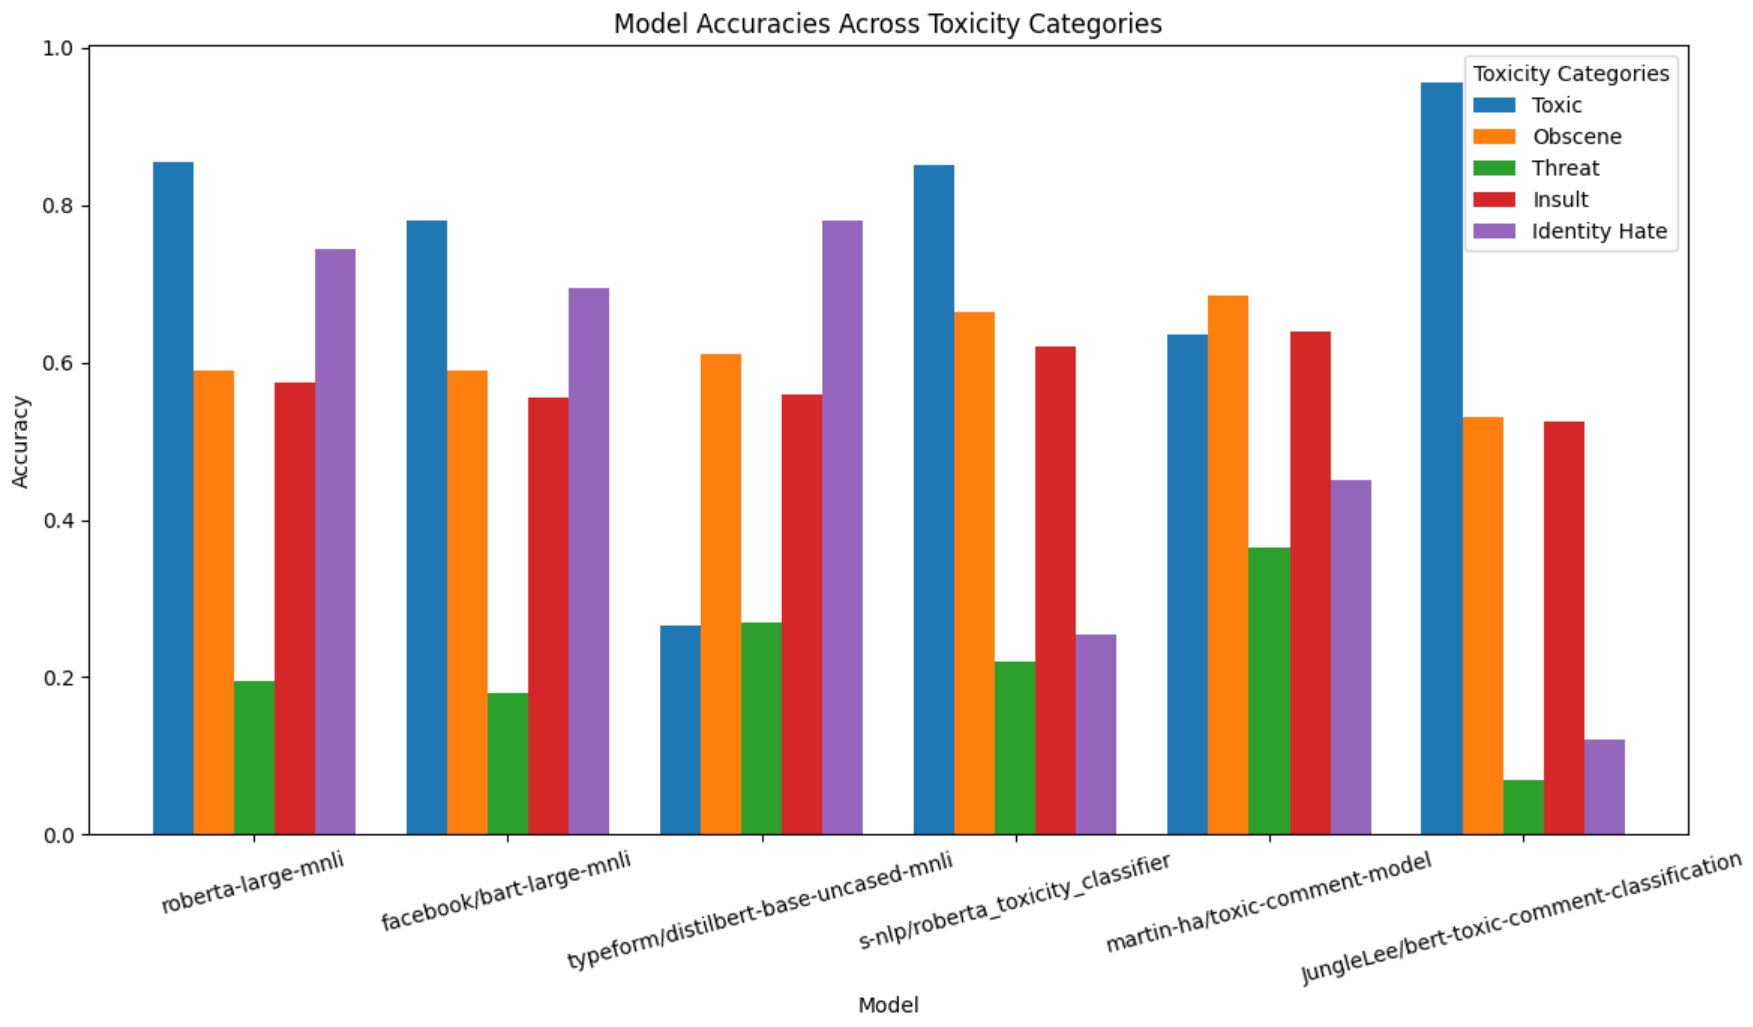 Model Accuracies Across Toxicity Categories
1.0
0.8
0.6
0.4
0.2
0.0
Accuracy
Toxicity Categories
Toxic
Obscene
Threat
Insult
Identity Hate
roberta-large-mnli
facebook/bart-large-mnli
typeform/distilbert-base-uncased-mnli
s-nlp/roberta_toxicity_classifier
martin-ha/toxic-comment-model
JungleLee/bert-toxic-comment-classification
Model